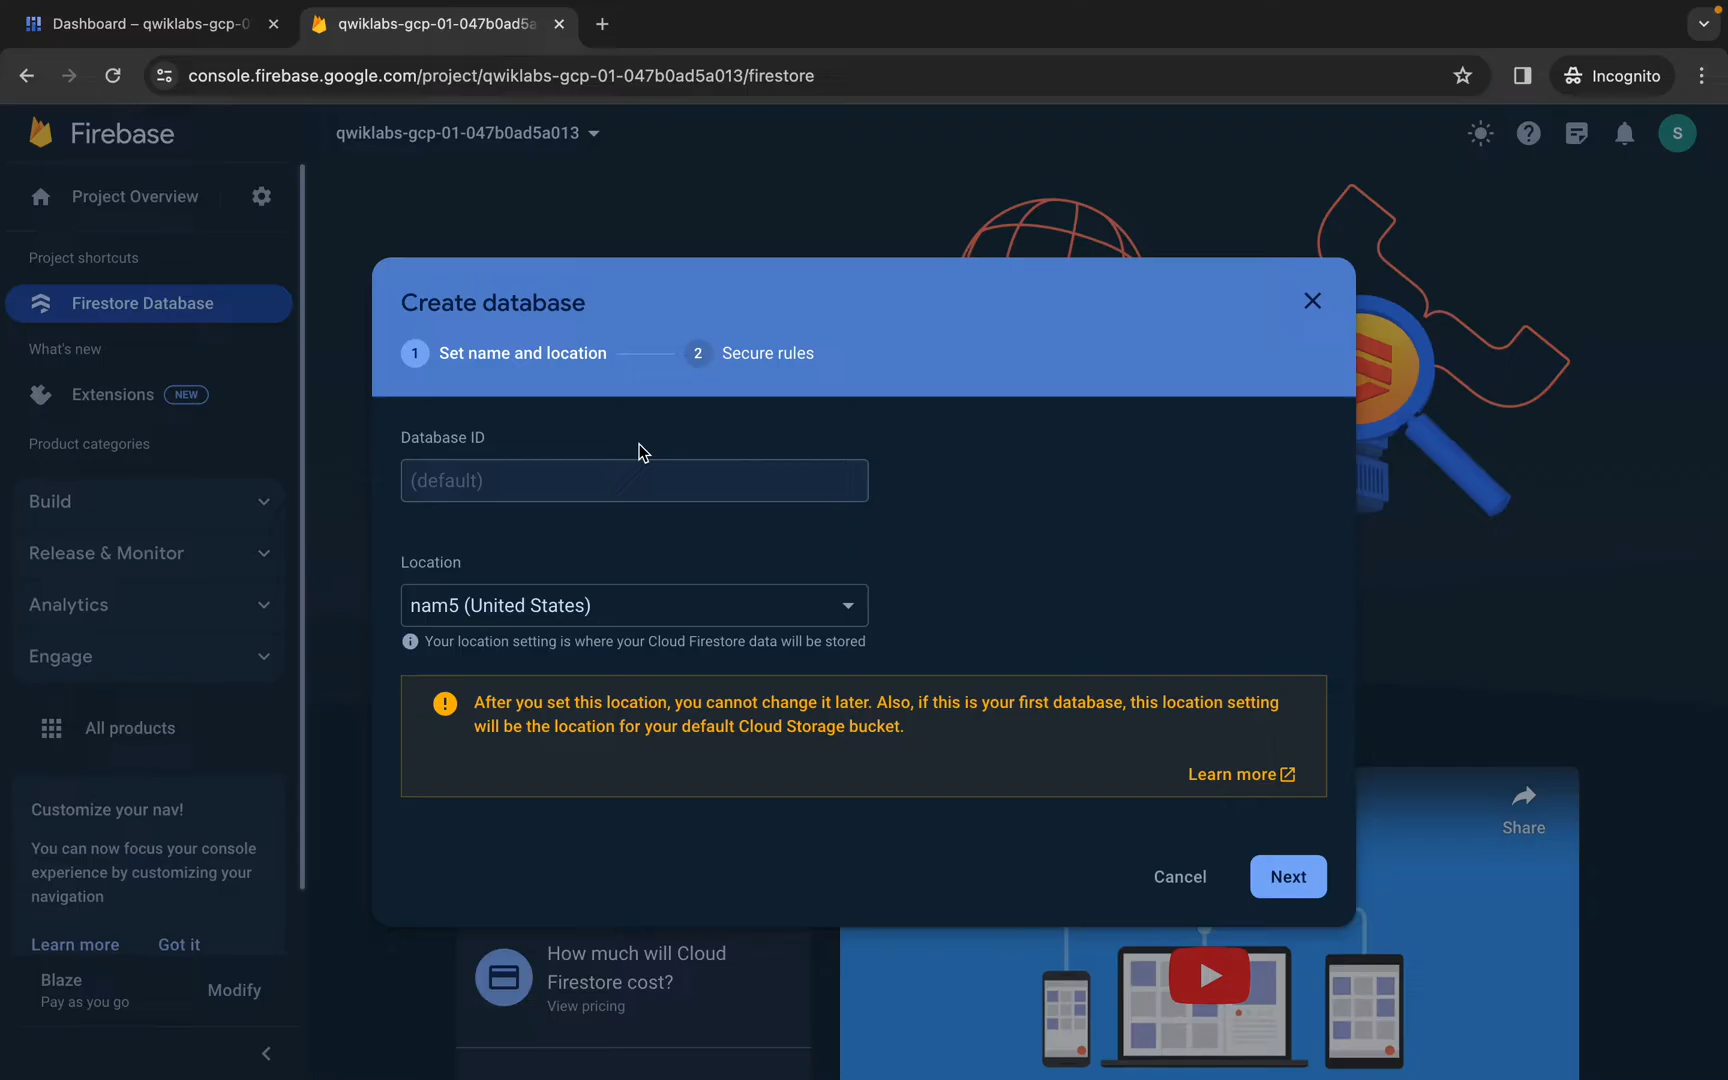 Dashboard – qwiklabs-gcp-0
qwiklabs-gcp-01-047b0ad5a
console.firebase.google.com/project/qwiklabs-gcp-01-047b0ad5a013/firestore
Incognito
Firebase
qwiklabs-gcp-01-047b0ad5a013
S
Project Overview
Project shortcuts
Firestore Database
What's new
Extensions NEW
Product categories
Build
Release & Monitor
Analytics
Engage
All products
Customize your nav!
You can now focus your console
experience by customizing your
navigation
Learn more Got it
Blaze
Pay as you go
Modify
Create database
1 Set name and location 2 Secure rules
Database ID
(default)
Location
nam5 (United States)
Your location setting is where your Cloud Firestore data will be stored
After you set this location, you cannot change it later. Also, if this is your first database, this location setting
will be the location for your default Cloud Storage bucket.
Learn more
Cancel Next
Share
How much will Cloud
Firestore cost?
View pricing